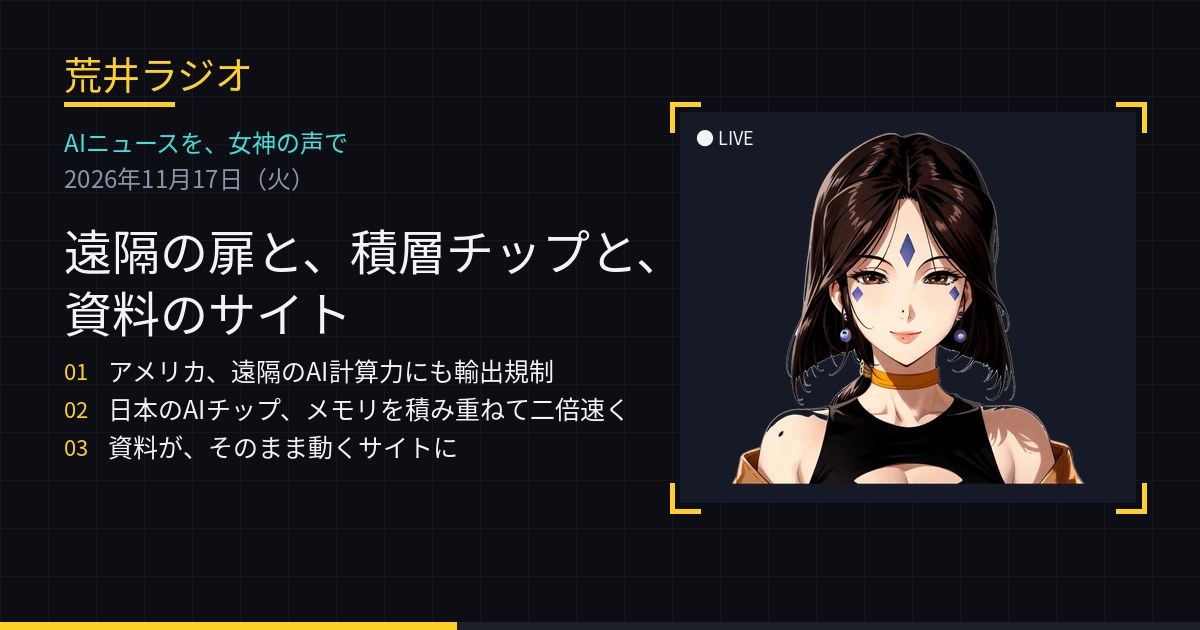 荒井ラジオ
AIニュースを、女神の声で
2026年11月17日（火）
遠隔の扉と、積層チップと、
資料のサイト
01 アメリカ、遠隔のAI計算力にも輸出規制
02 日本のAIチップ、メモリを積み重ねて二倍速く
03 資料が、そのまま動くサイトに
LIVE